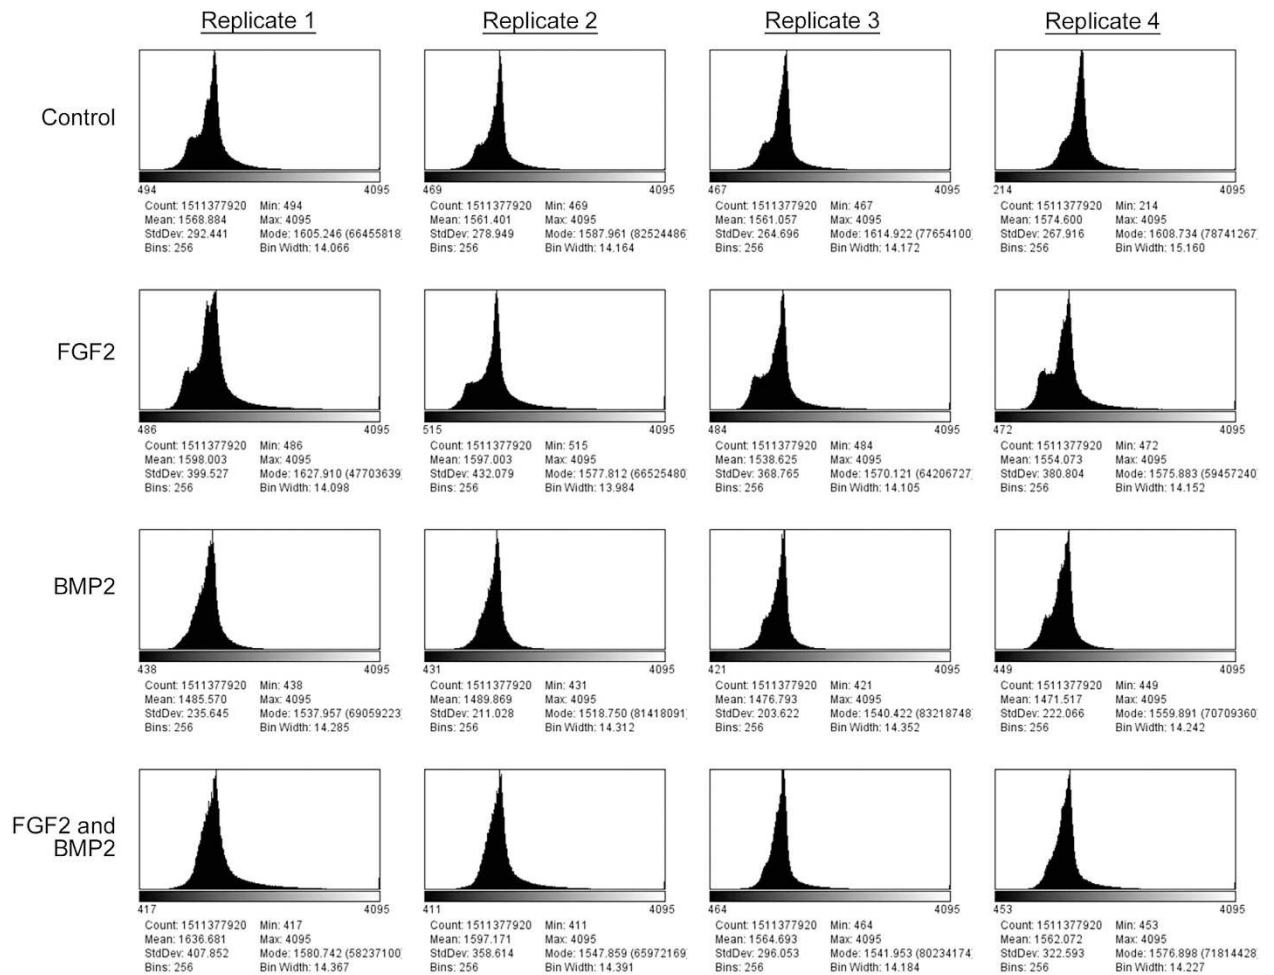 Replicate 1 Replicate 2 Replicate 3 Replicate 4
Control
494 4095 469 4095 467 4095 214 4095
Count: 1511377920 Min: 494 Count: 1511377920 Min: 469 Count: 1511377920 Min: 467 Count: 1511377920 Min: 214
Mean: 1568.884 Max: 4095 Mean: 1561.401 Max: 4095 Mean: 1561.057 Max: 4095 Mean: 1574.600 Max: 4095
StdDev: 292.441 Mode: 1605.246 (66455818) StdDev: 278.949 Mode: 1587.961 (82524486) StdDev: 264.696 Mode: 1614.922 (77654100) StdDev: 267.916 Mode: 1608.734 (78741267)
Bins: 256 Bin Width: 14.066 Bins: 256 Bin Width: 14.164 Bins: 256 Bin Width: 14.172 Bins: 256 Bin Width: 15.160
FGF2
486 4095 515 4095 484 4095 472 4095
Count: 1511377920 Min: 486 Count: 1511377920 Min: 515 Count: 1511377920 Min: 484 Count: 1511377920 Min: 472
Mean: 1598.003 Max: 4095 Mean: 1597.003 Max: 4095 Mean: 1538.625 Max: 4095 Mean: 1554.073 Max: 4095
StdDev: 399.527 Mode: 1627.910 (47703639) StdDev: 432.079 Mode: 1577.812 (66525480) StdDev: 368.765 Mode: 1570.121 (64206727) StdDev: 380.804 Mode: 1575.883 (59457240)
Bins: 256 Bin Width: 14.098 Bins: 256 Bin Width: 13.984 Bins: 256 Bin Width: 14.105 Bins: 256 Bin Width: 14.152
BMP2
438 4095 431 4095 421 4095 449 4095
Count: 1511377920 Min: 438 Count: 1511377920 Min: 431 Count: 1511377920 Min: 421 Count: 1511377920 Min: 449
Mean: 1485.570 Max: 4095 Mean: 1489.869 Max: 4095 Mean: 1476.793 Max: 4095 Mean: 1471.517 Max: 4095
StdDev: 235.645 Mode: 1537.957 (69059223) StdDev: 211.028 Mode: 1518.750 (81418091) StdDev: 203.622 Mode: 1540.422 (83218748) StdDev: 222.066 Mode: 1559.891 (70709360)
Bins: 256 Bin Width: 14.285 Bins: 256 Bin Width: 14.312 Bins: 256 Bin Width: 14.352 Bins: 256 Bin Width: 14.242
FGF2 and
BMP2
417 4095 411 4095 464 4095 453 4095
Count: 1511377920 Min: 417 Count: 1511377920 Min: 411 Count: 1511377920 Min: 464 Count: 1511377920 Min: 453
Mean: 1636.681 Max: 4095 Mean: 1597.171 Max: 4095 Mean: 1564.693 Max: 4095 Mean: 1562.072 Max: 4095
StdDev: 407.852 Mode: 1580.742 (58237100) StdDev: 358.614 Mode: 1547.859 (65972169) StdDev: 296.053 Mode: 1541.953 (80234174) StdDev: 322.593 Mode: 1576.898 (71814428)
Bins: 256 Bin Width: 14.367 Bins: 256 Bin Width: 14.391 Bins: 256 Bin Width: 14.184 Bins: 256 Bin Width: 14.227